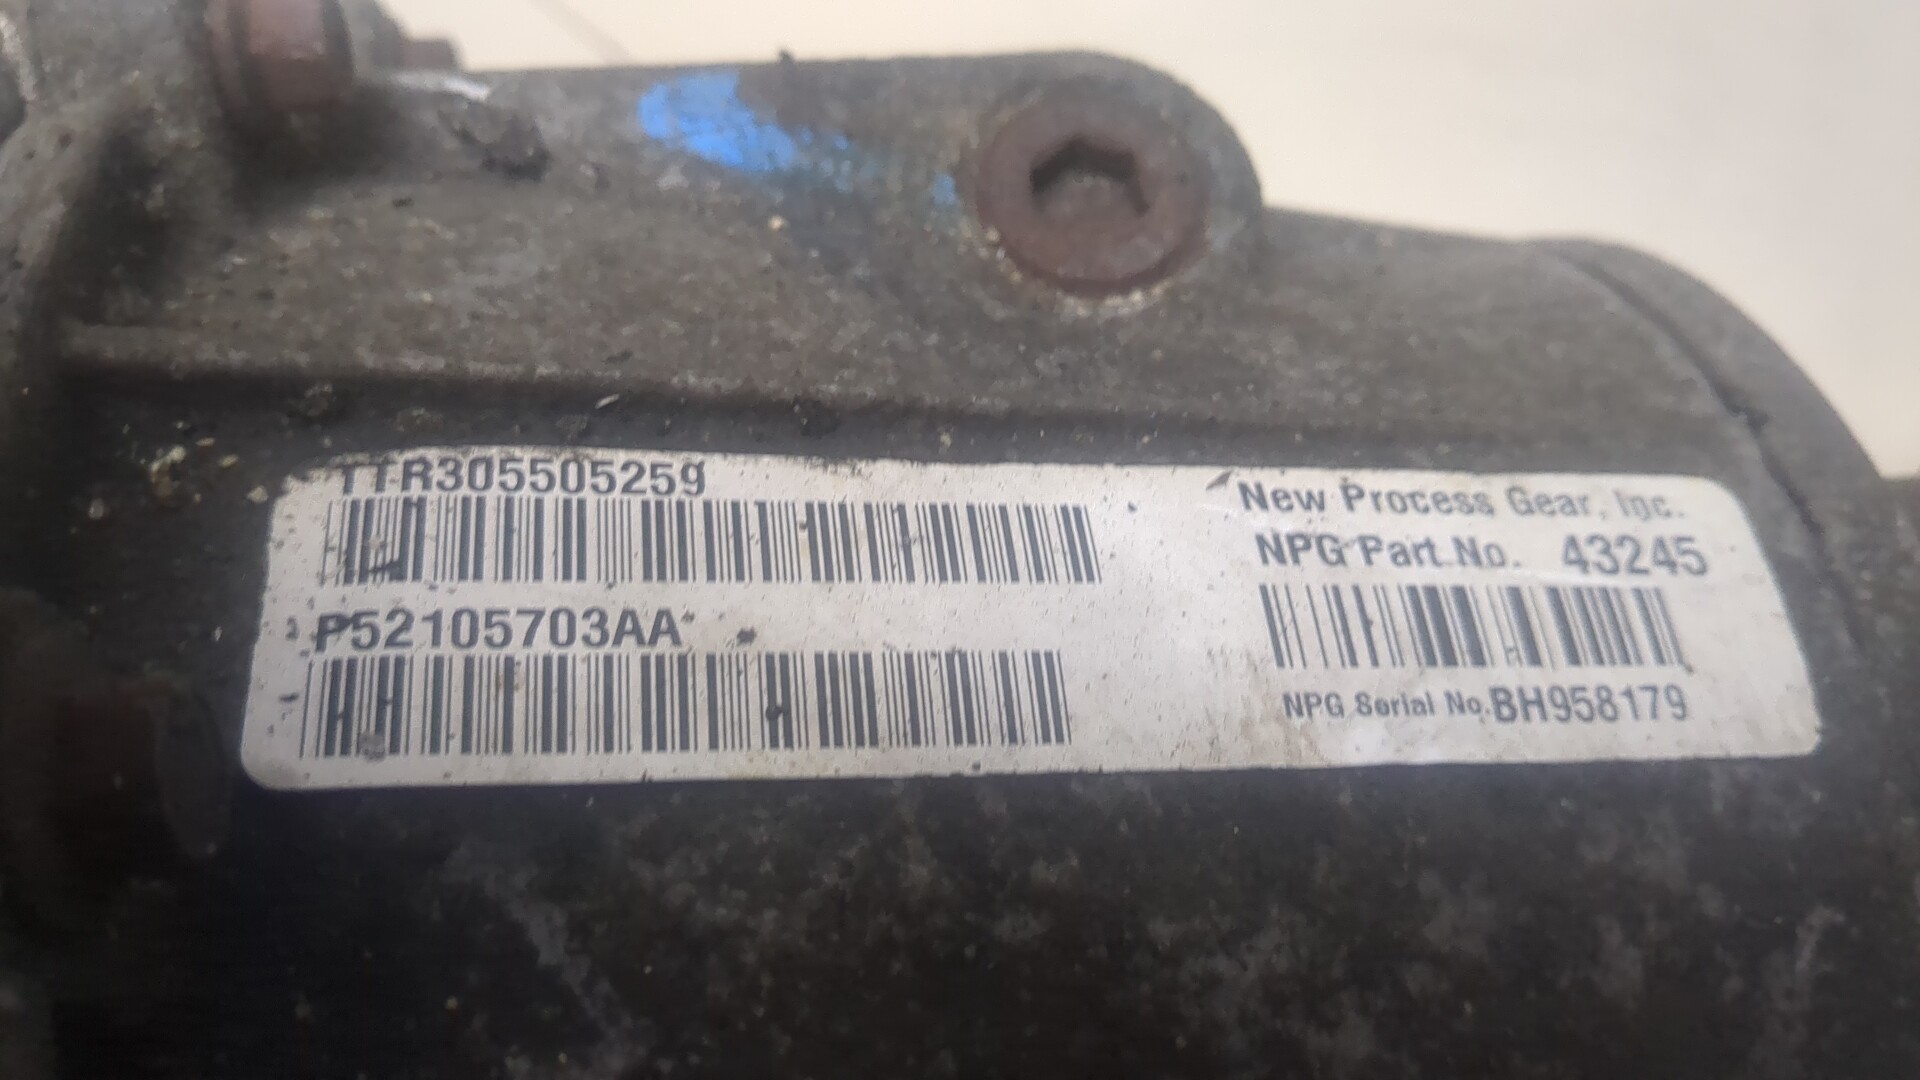 TTR305505259
P52105703AA
New Process Gear, Inc.
NPG Part No. 43245
NPG Serial No. BH958179